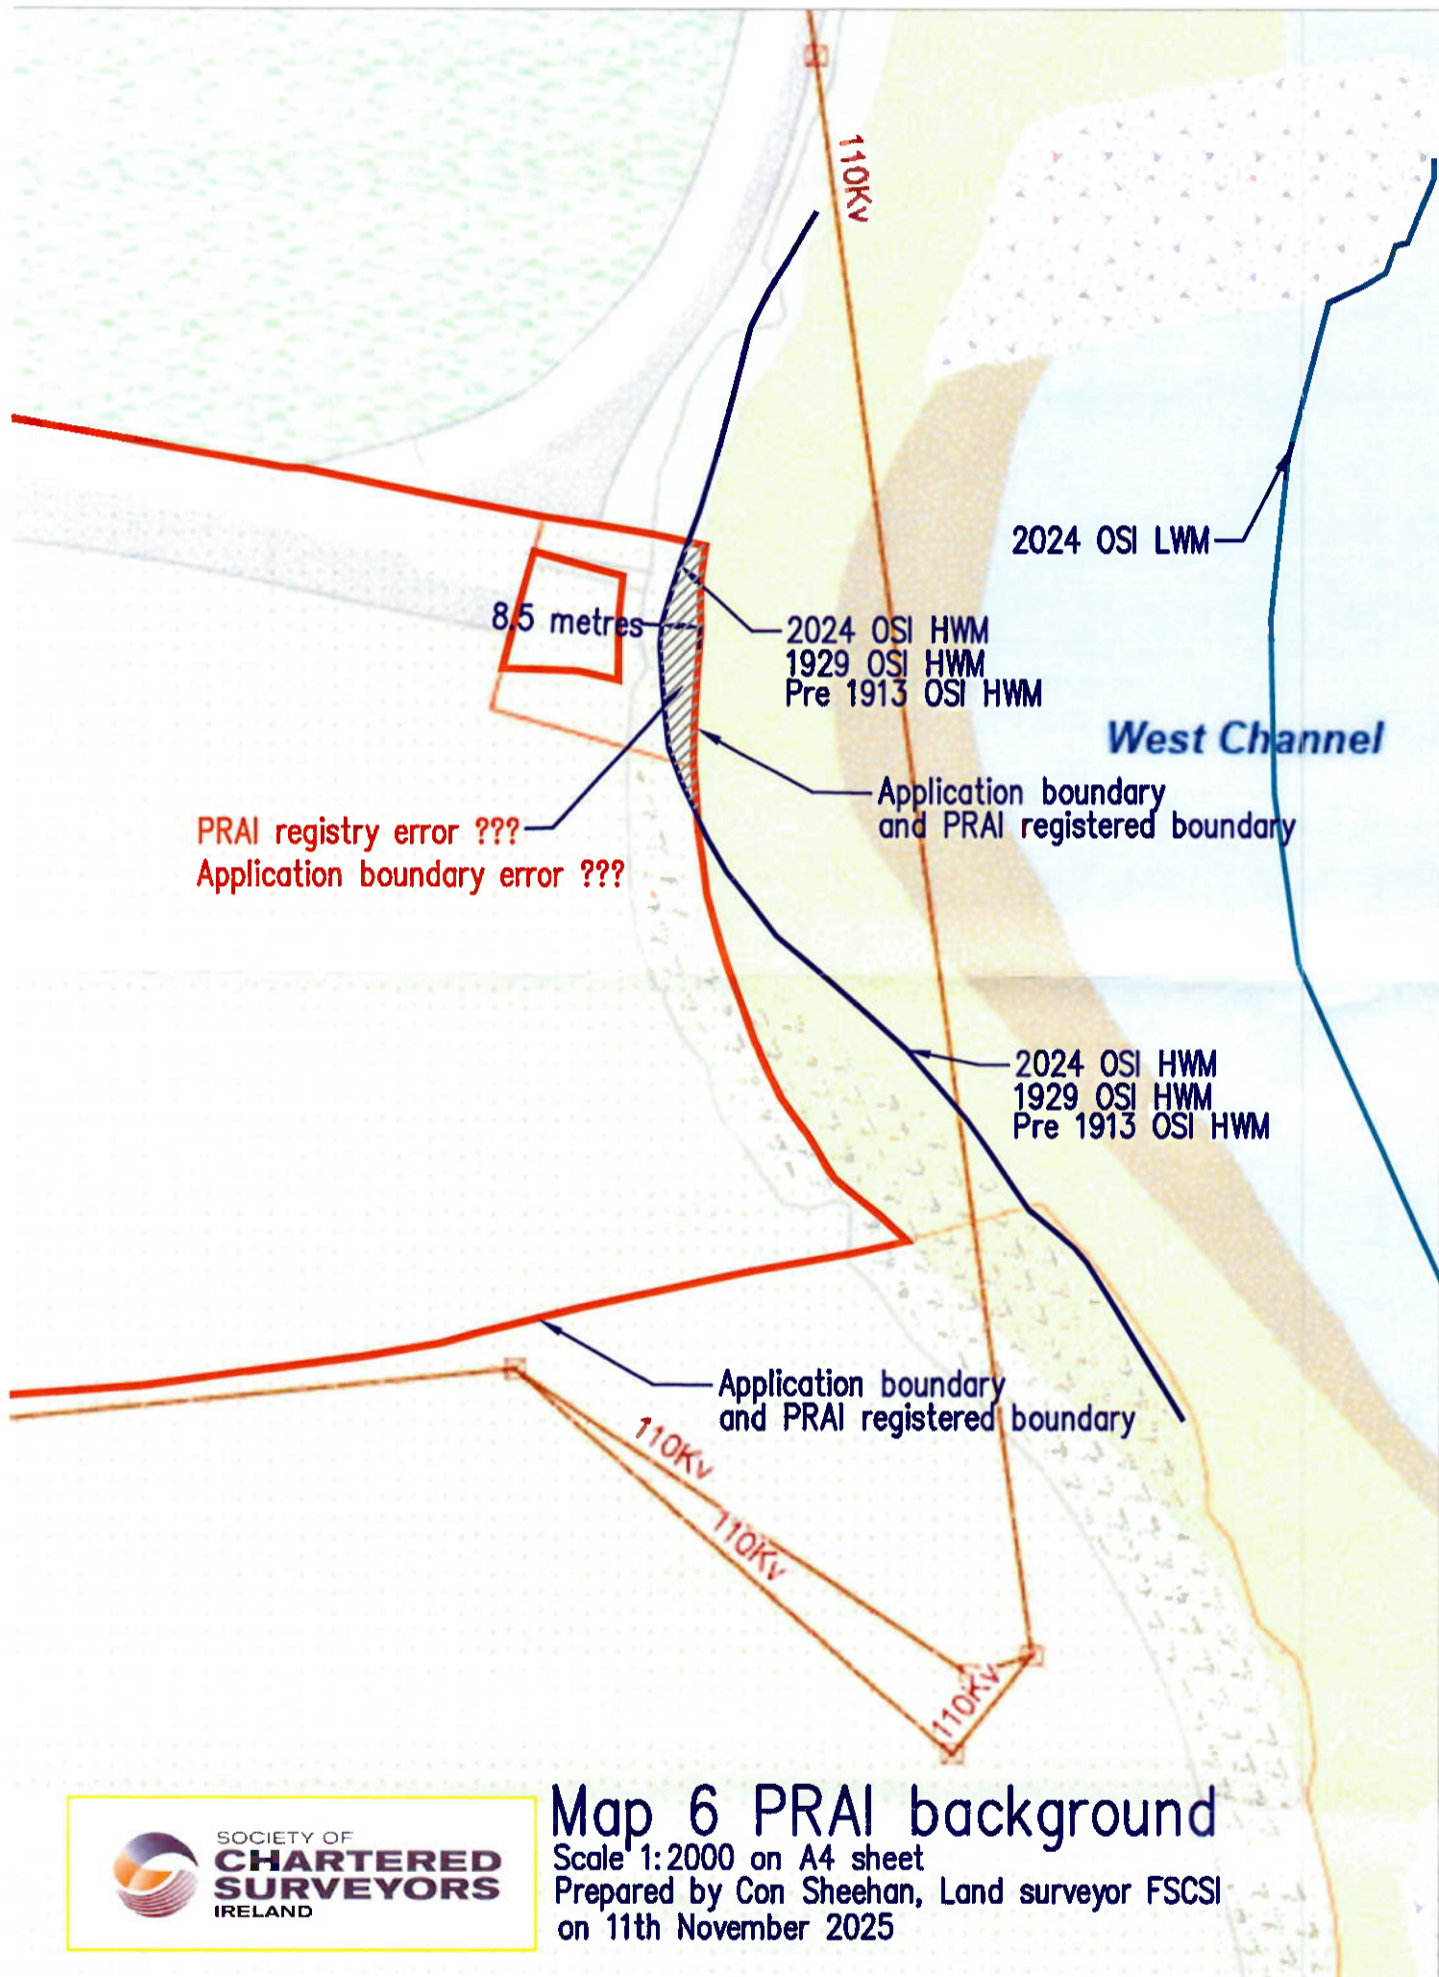 110Kv
2024 OSI LWM
8.5 metres
2024 OSI HWM
1929 OSI HWM
Pre 1913 OSI HWM
West Channel
Application boundary
and PRAI registered boundary
PRAI registry error ???
Application boundary error ???
2024 OSI HWM
1929 OSI HWM
Pre 1913 OSI HWM
Application boundary
and PRAI registered boundary
110Kv
110Kv
110Kv
Map 6 PRAI background
Scale 1:2000 on A4 sheet
Prepared by Con Sheehan, Land surveyor FSCSI
on 11th November 2025
SOCIETY OF
CHARTERED
SURVEYORS
IRELAND